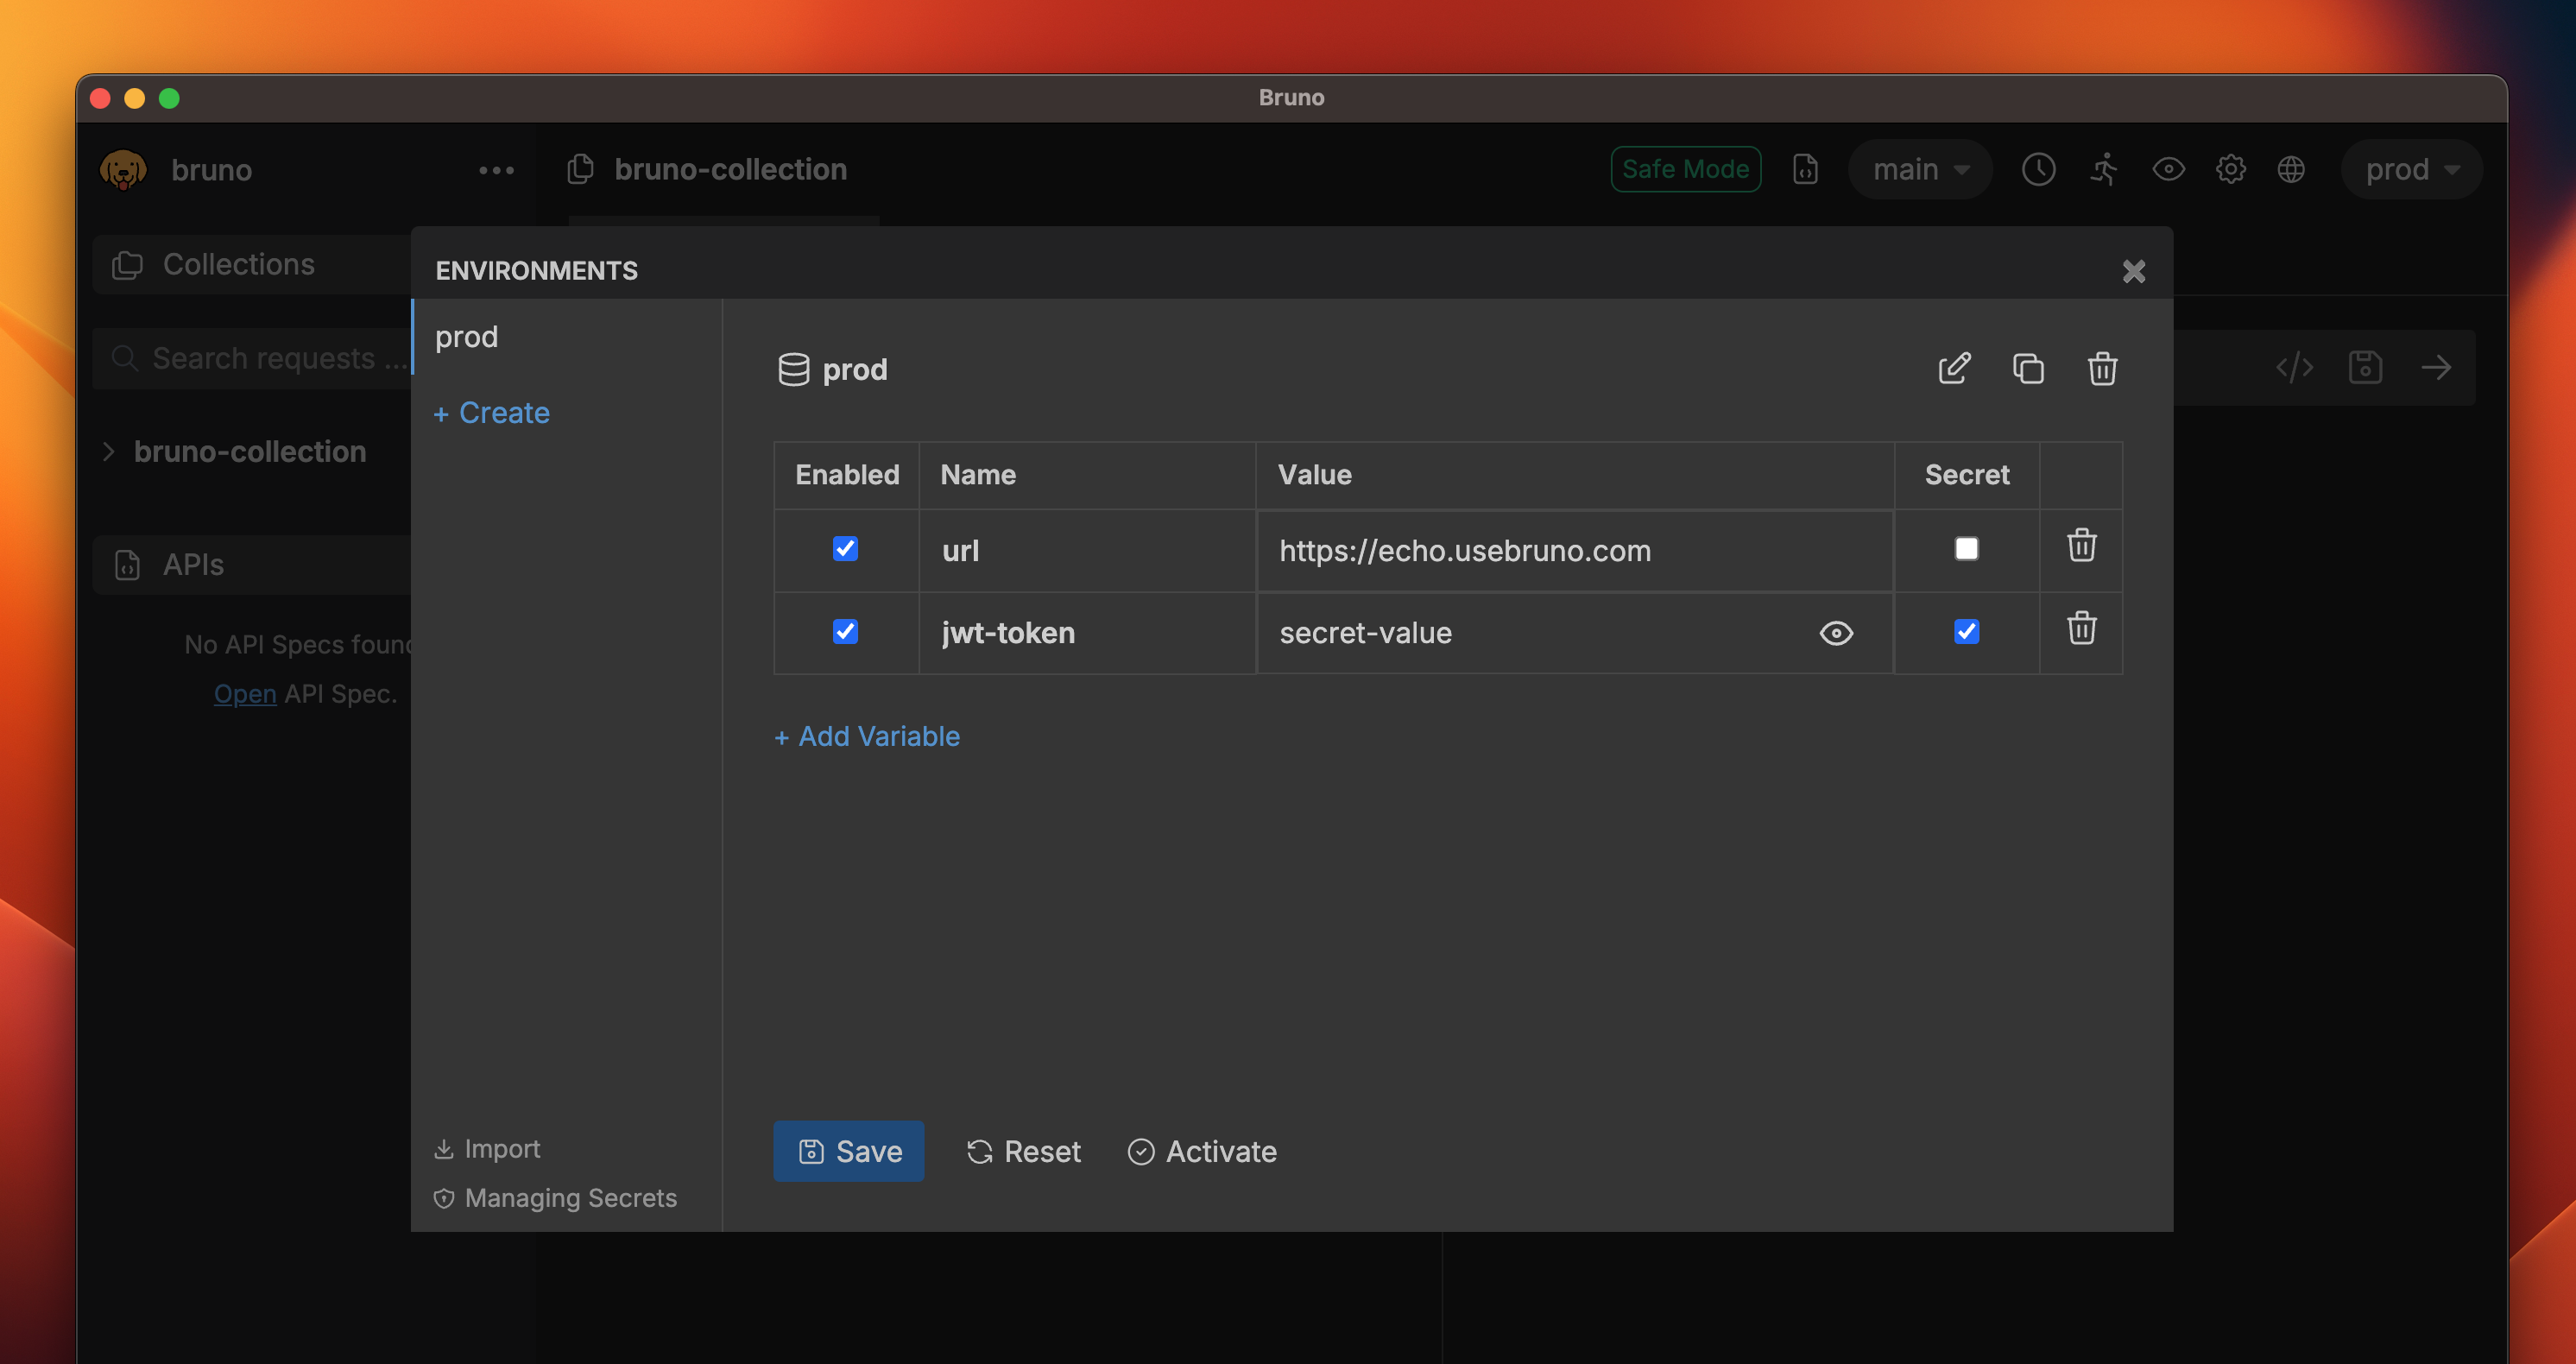 Bruno
bruno
bruno-collection
Safe Mode
main
prod
Collections
Search requests ...
bruno-collection
APIs
No API Specs found
Open API Spec.
ENVIRONMENTS
prod
+ Create
Import
Managing Secrets
prod
Enabled Name Value Secret
url https://echo.usebruno.com
jwt-token secret-value
+ Add Variable
Save Reset Activate